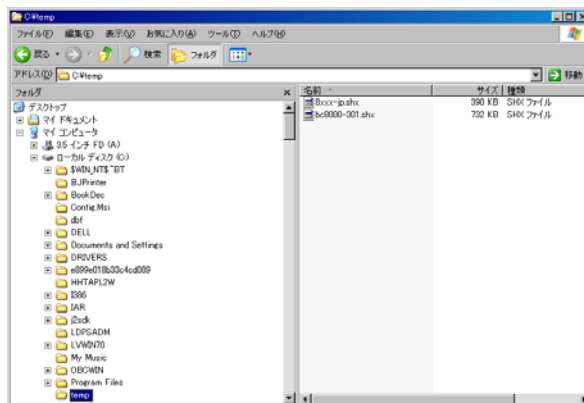 C:¥temp
ファイル(F) 編集(E) 表示(V) お気に入り(A) ツール(T) ヘルプ(H)
戻る 検索 フォルダ
アドレス(D) C:¥temp 移動
フォルダ
デスクトップ
マイ ドキュメント
マイ コンピュータ
3.5 インチ FD (A:)
ローカル ディスク (C:)
$WIN_NT$.~BT
BJPrinter
Book.Dec
Config.Msi
dbf
DELL
Documents and Settings
DRIVERS
e899e018b33c4cd089
HHTAPL2W
I386
IAR
j2sdk
LDPSADM
LVWIN70
My Music
OBCWIN
Program Files
temp
名前 サイズ 種類
8xxx-jp.shx 390 KB SHX ファイル
bc8000-301.shx 732 KB SHX ファイル